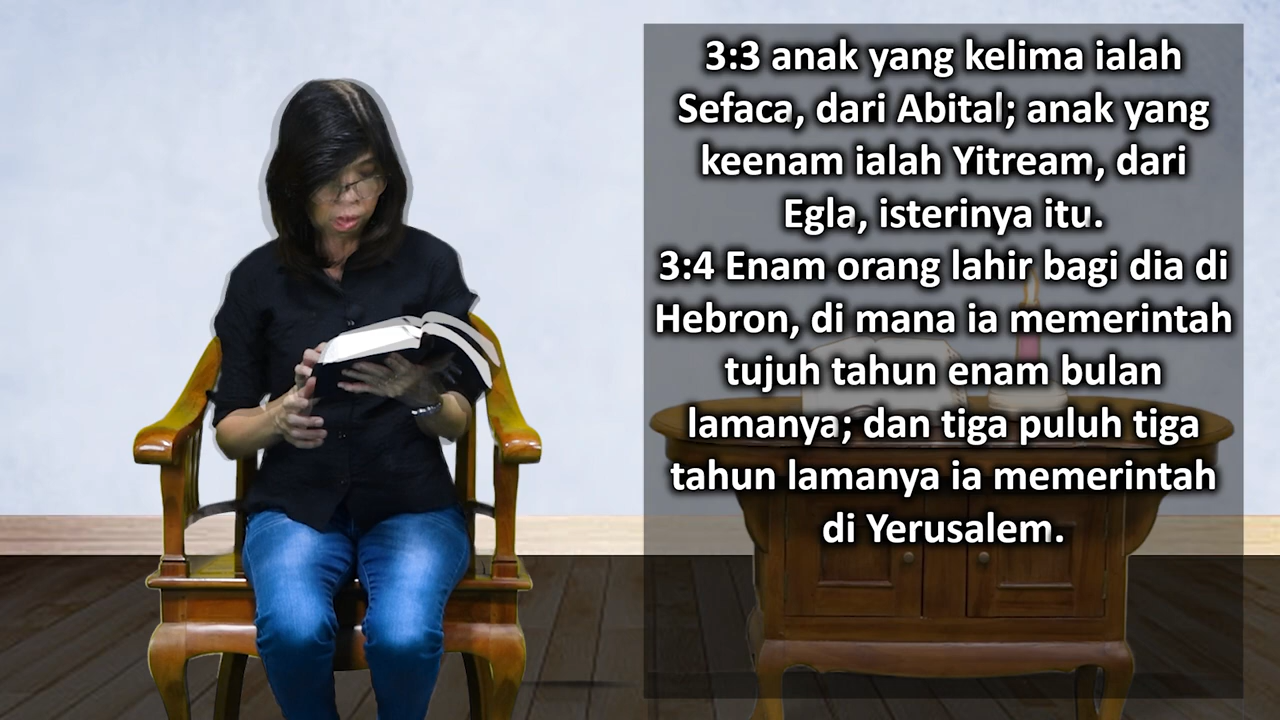 3:3 anak yang kelima ialah
Sefaca, dari Abital; anak yang
keenam ialah Yitream, dari
Egla, isterinya itu.
3:4 Enam orang lahir bagi dia di
Hebron, di mana ia memerintah
tujuh tahun enam bulan
lamanya; dan tiga puluh tiga
tahun lamanya ia memerintah
di Yerusalem.